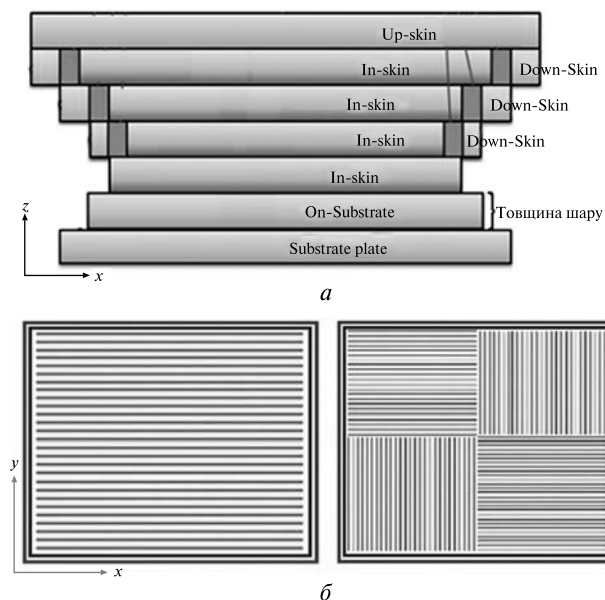 Up-skin
In-skin Down-Skin
In-skin Down-Skin
In-skin Down-Skin
In-skin
z
On-Substrate Товщина шару
Substrate plate
x
а
y
x
б